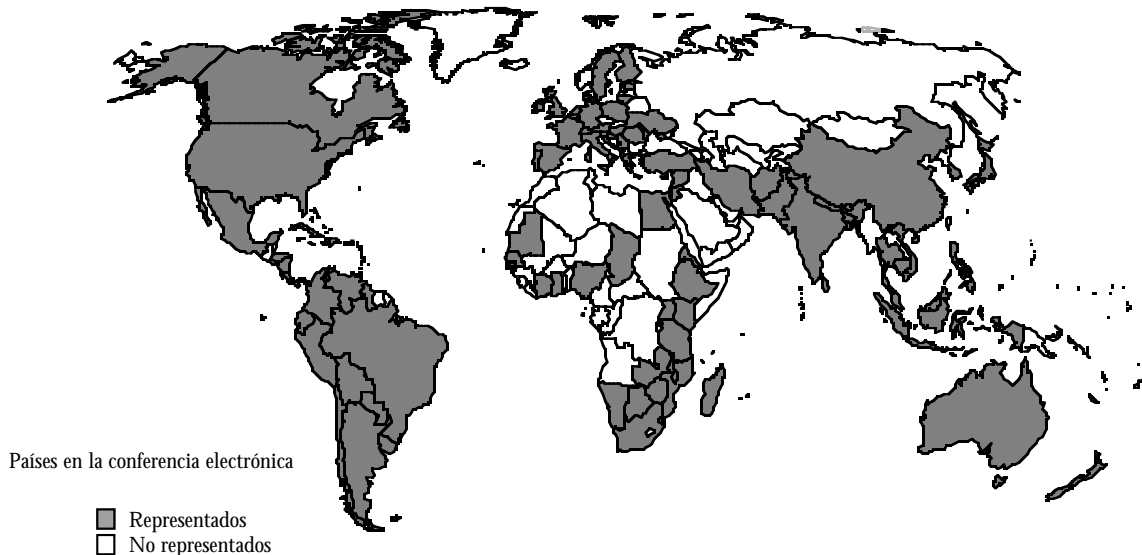 Países en la conferencia electrónica
Representados
No representados